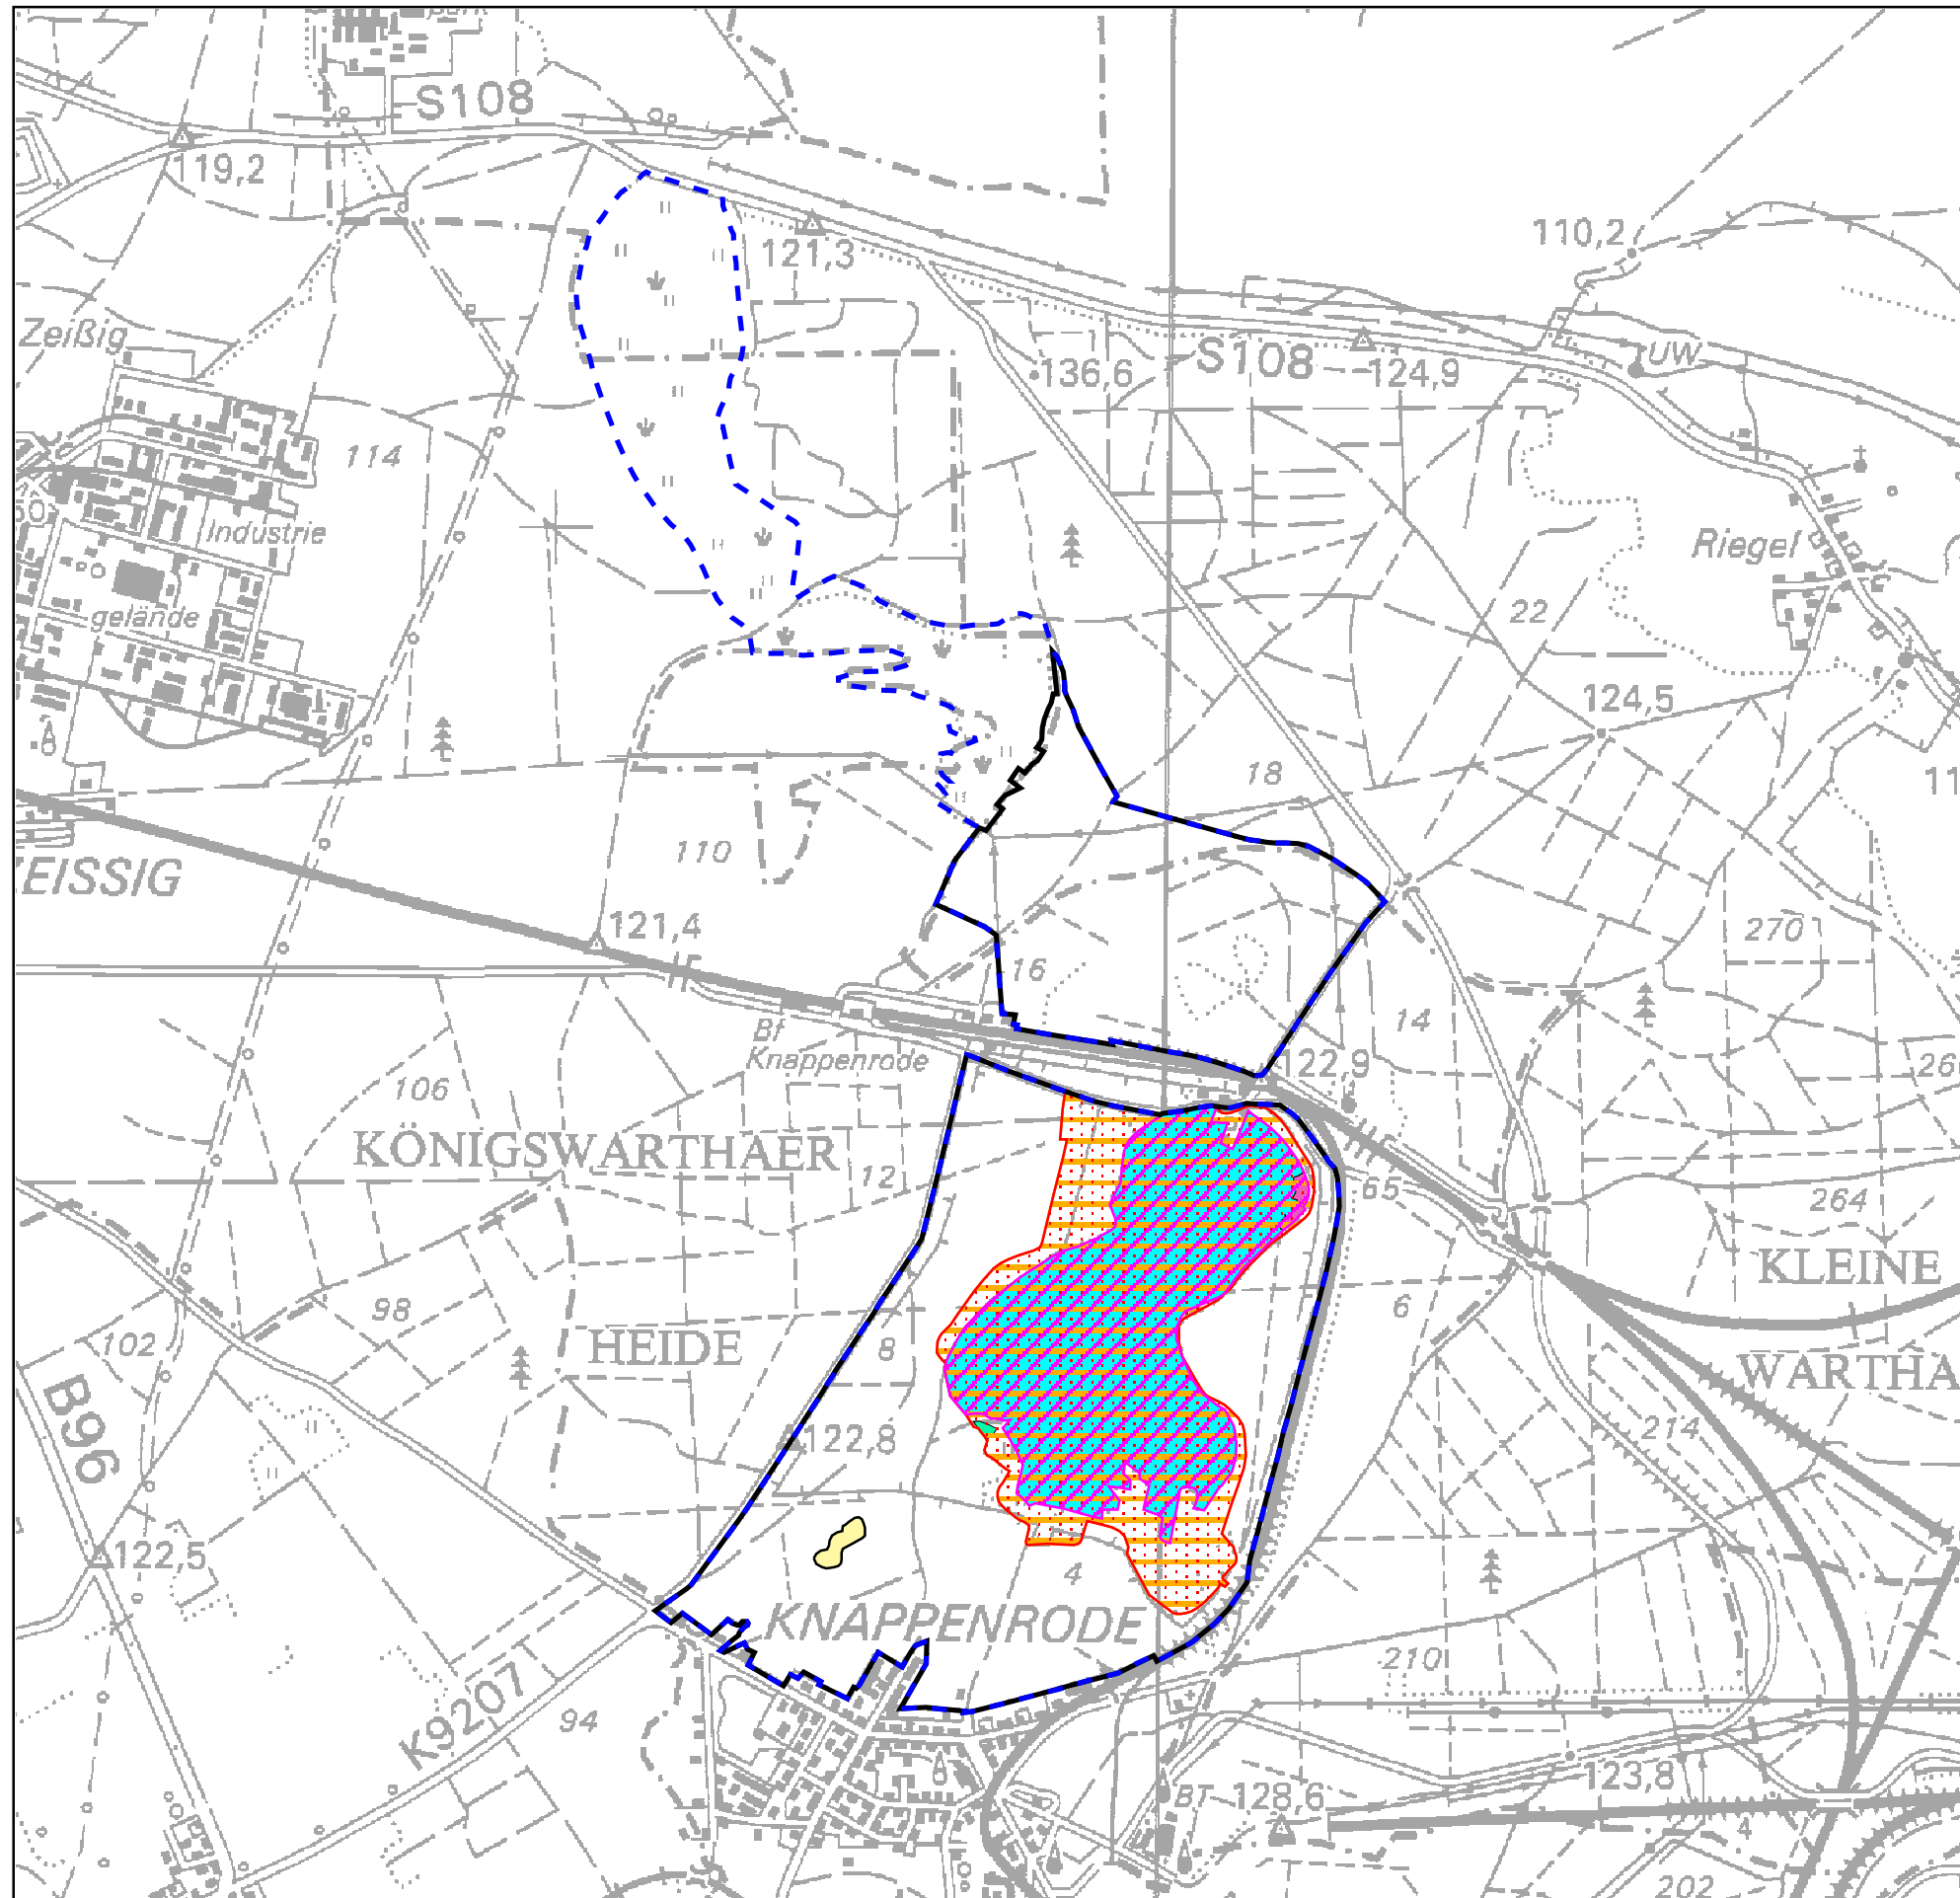 S108
119,2
121,3
110,2
Zeißig
136,6
S108
124,9
UW
114
Industrie
gelände
Riegel
22
124,5
18
110
EISSIG
121,4
270
16
14
Bf
Knappenrode
122,9
106
KÖNIGSWARTHAER
12
65
264
KLEINE
98
6
102
HEIDE
8
WARTHA
B96
122,8
214
122,5
4
KNAPPENRODE
210
K9207
94
123,8
BT
128,6
4
202